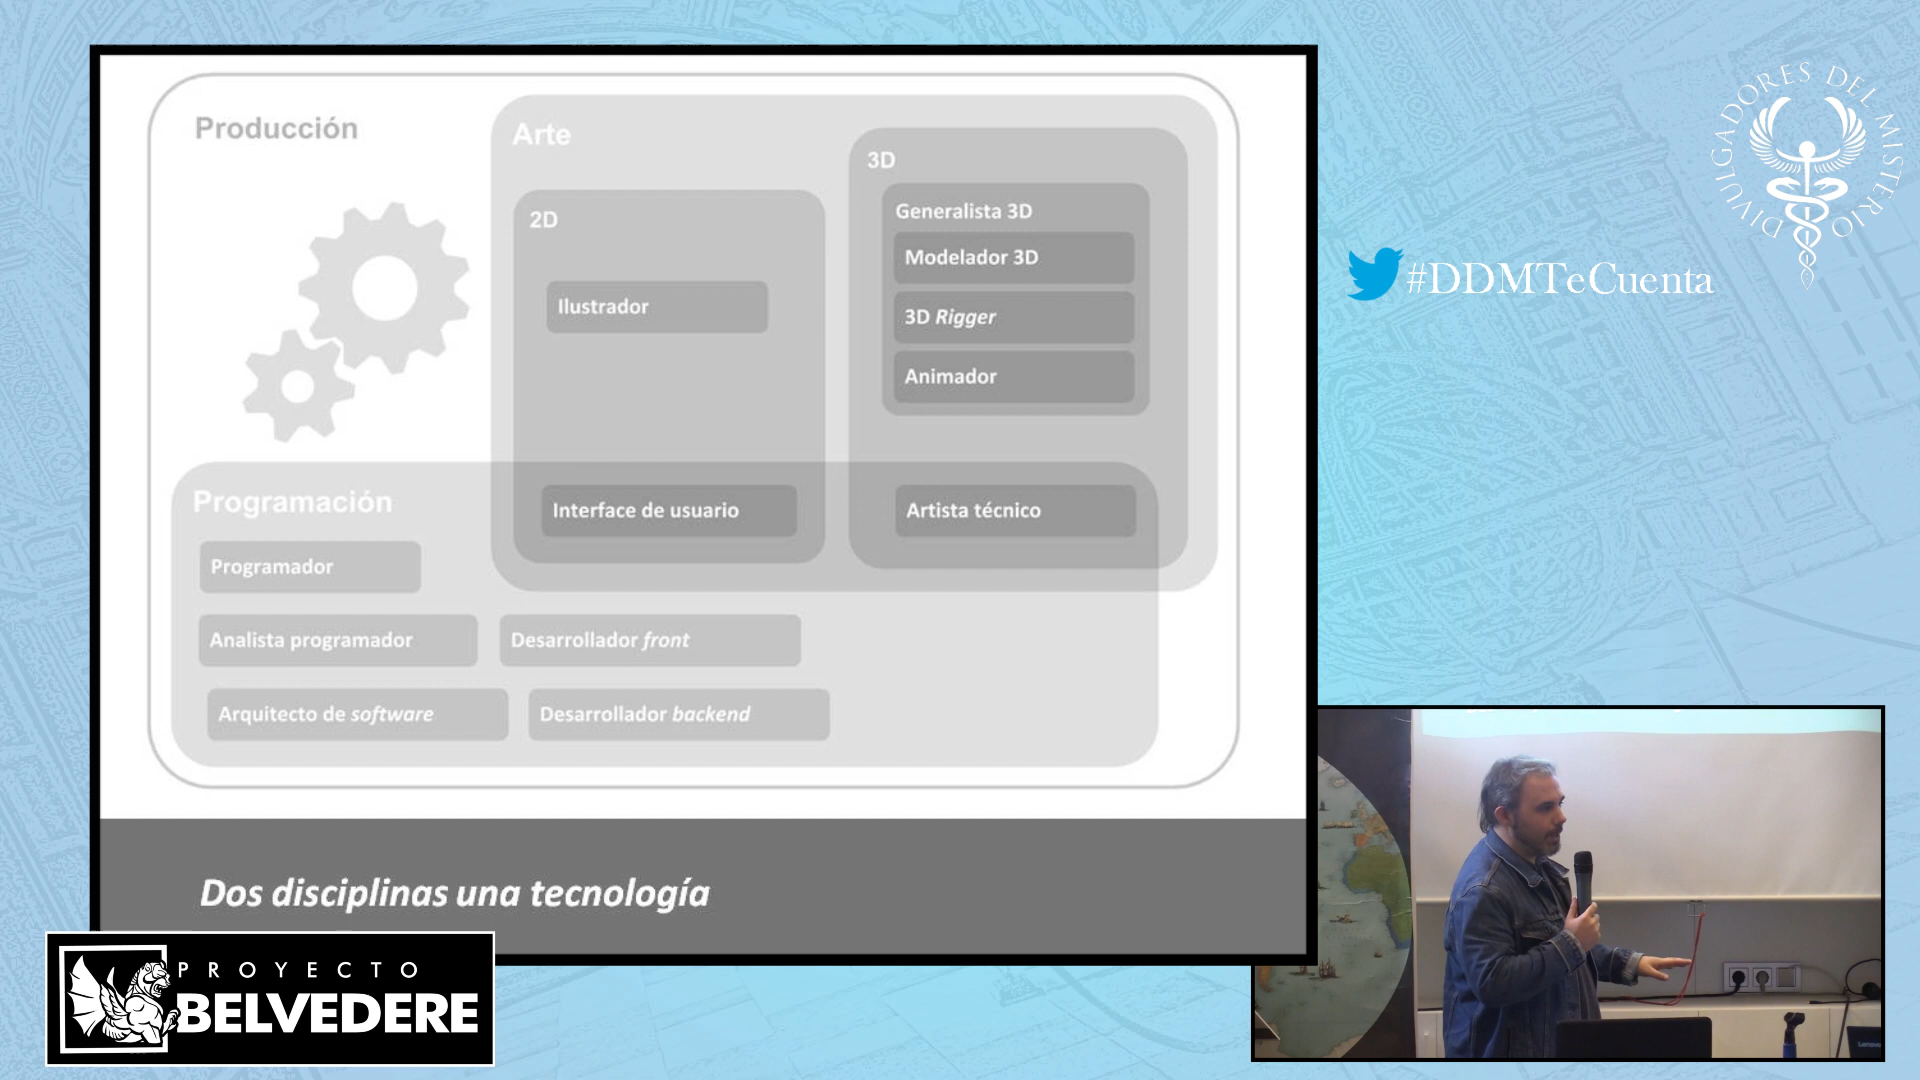 Producción
Arte
3D
2D
Generalista 3D
Modelador 3D
Ilustrador
3D Rigger
Animador
Programación
Interface de usuario
Artista técnico
Programador
Analista programador
Desarrollador front
Arquitecto de software
Desarrollador backend
Dos disciplinas una tecnología
DIVULGADORES DEL MISTERIO
#DDMTeCuenta
PROYECTO
BELVEDERE
Lenovo